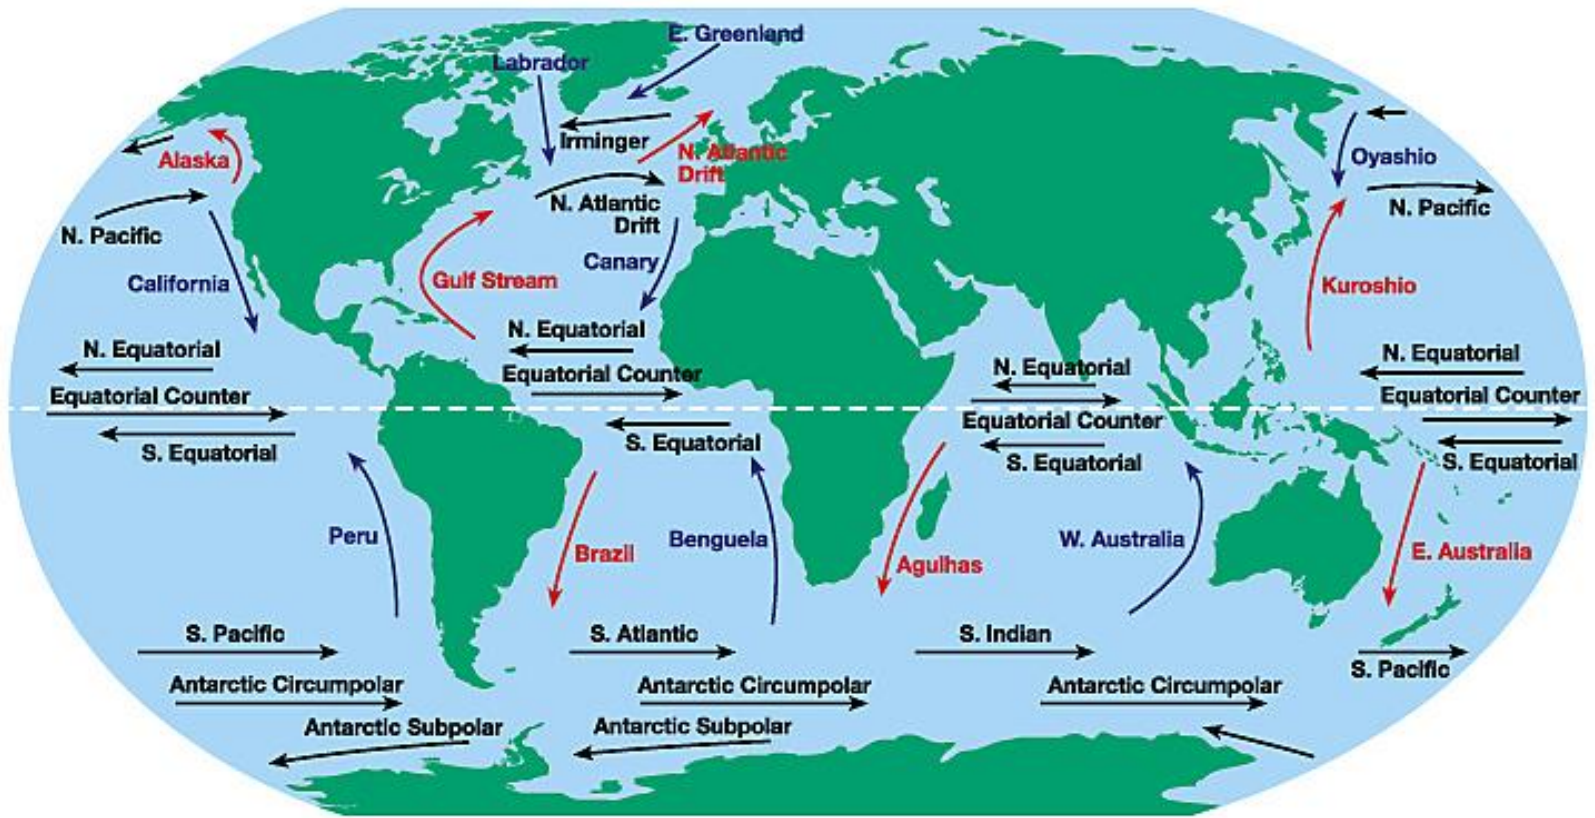 E. Greenland
Labrador
Irminger
Alaska
N. Atlantic
Drift
Oyashio
N. Pacific
N. Atlantic
Drift
N. Pacific
California
Gulf Stream
Canary
Kuroshio
N. Equatorial
N. Equatorial
N. Equatorial
N. Equatorial
Equatorial Counter
Equatorial Counter
Equatorial Counter
Equatorial Counter
S. Equatorial
S. Equatorial
S. Equatorial
S. Equatorial
Peru
Brazil
Benguela
Agulhas
W. Australia
E. Australia
S. Pacific
S. Atlantic
S. Indian
S. Pacific
Antarctic Circumpolar
Antarctic Circumpolar
Antarctic Circumpolar
Antarctic Subpolar
Antarctic Subpolar